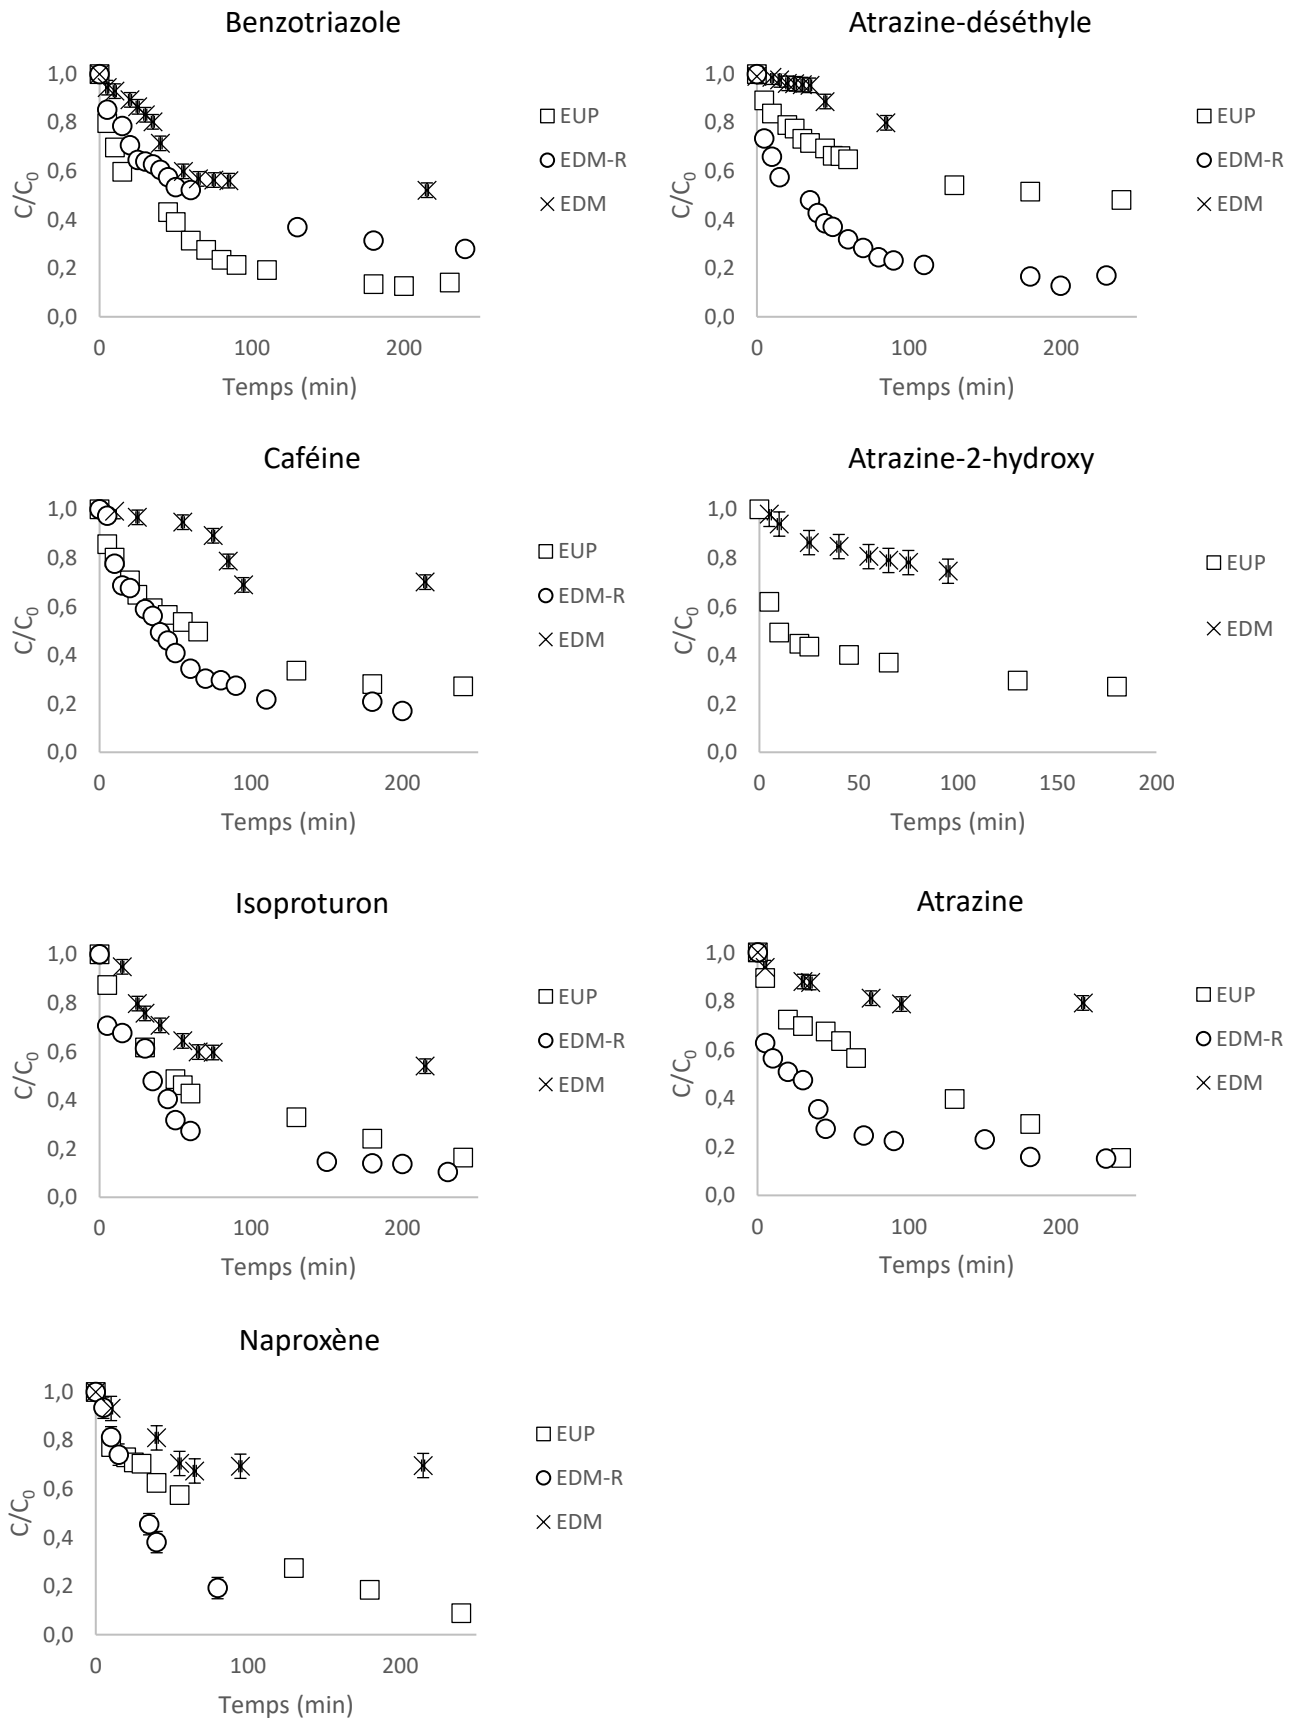 Benzotriazole
1,0
0,8
0,6
0,4
0,2
0,0
C/C0
0
100
200
Temps (min)
EUP
EDM-R
EDM
Atrazine-déséthyle
1,0
0,8
0,6
0,4
0,2
0,0
C/C0
0
100
200
Temps (min)
EUP
EDM-R
EDM
Caféine
1,0
0,8
0,6
0,4
0,2
0,0
C/C0
0
100
200
Temps (min)
EUP
EDM-R
EDM
Atrazine-2-hydroxy
1,0
0,8
0,6
0,4
0,2
0,0
C/C0
0
50
100
150
200
Temps (min)
EUP
EDM
Isoproturon
1,0
0,8
0,6
0,4
0,2
0,0
C/C0
0
100
200
Temps (min)
EUP
EDM-R
EDM
Atrazine
1,0
0,8
0,6
0,4
0,2
0,0
C/C0
0
100
200
Temps (min)
EUP
EDM-R
EDM
Naproxène
1,0
0,8
0,6
0,4
0,2
0,0
C/C0
0
100
200
Temps (min)
EUP
EDM-R
EDM